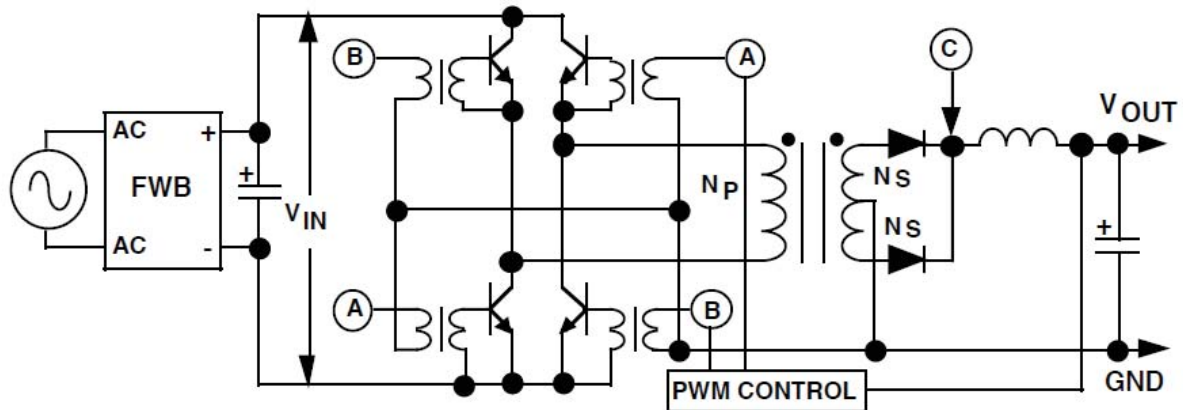 B
A
C
V OUT
AC
+
FWB
+
V IN
N P
N S
N S
+
AC
-
A
B
PWM CONTROL
GND